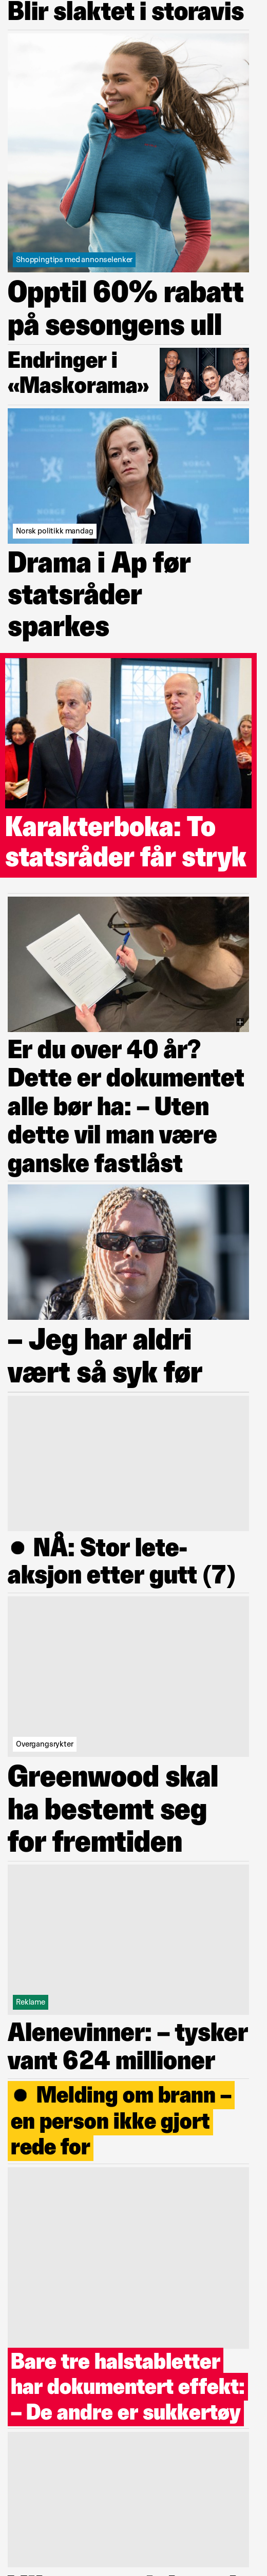 Blir slaktet i storavis
Shoppingtips med annonselenker
Opptil 60% rabatt
på sesongens ull
Endringer i
«Maskorama»
NORGE
Norsk politikk mandag
Drama i Ap før
statsråder
sparkes
Karakterboka: To
statsråder får stryk
Er du over 40 år?
Dette er dokumentet
alle bør ha: – Uten
dette vil man være
ganske fastlåst
– Jeg har aldri
vært så syk før
● NÅ: Stor lete-
aksjon etter gutt (7)
Overgangsrykter
Greenwood skal
ha bestemt seg
for fremtiden
Reklame
Alenevinner: – tysker
vant 624 millioner
● Melding om brann –
en person ikke gjort
rede for
Bare tre halstabletter
har dokumentert effekt:
– De andre er sukkertøy